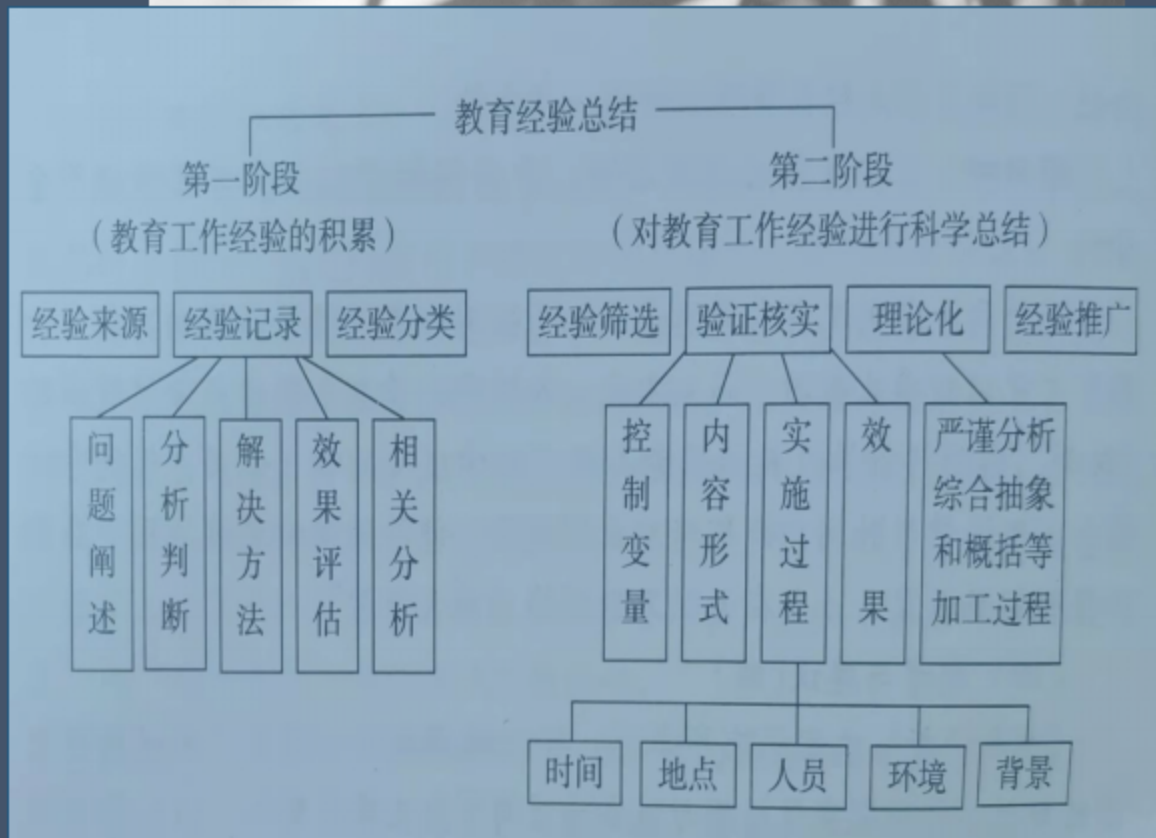 教育经验总结
第一阶段
（教育工作经验的积累）
第二阶段
（对教育工作经验进行科学总结）
经验来源
经验记录
经验分类
经验筛选
验证核实
理论化
经验推广
问题阐述
分析判断
解决方法
效果评估
相关分析
控制变量
内容形式
实施过程
效果
严谨分析
综合抽象
和概括等
加工过程
时间
地点
人员
环境
背景